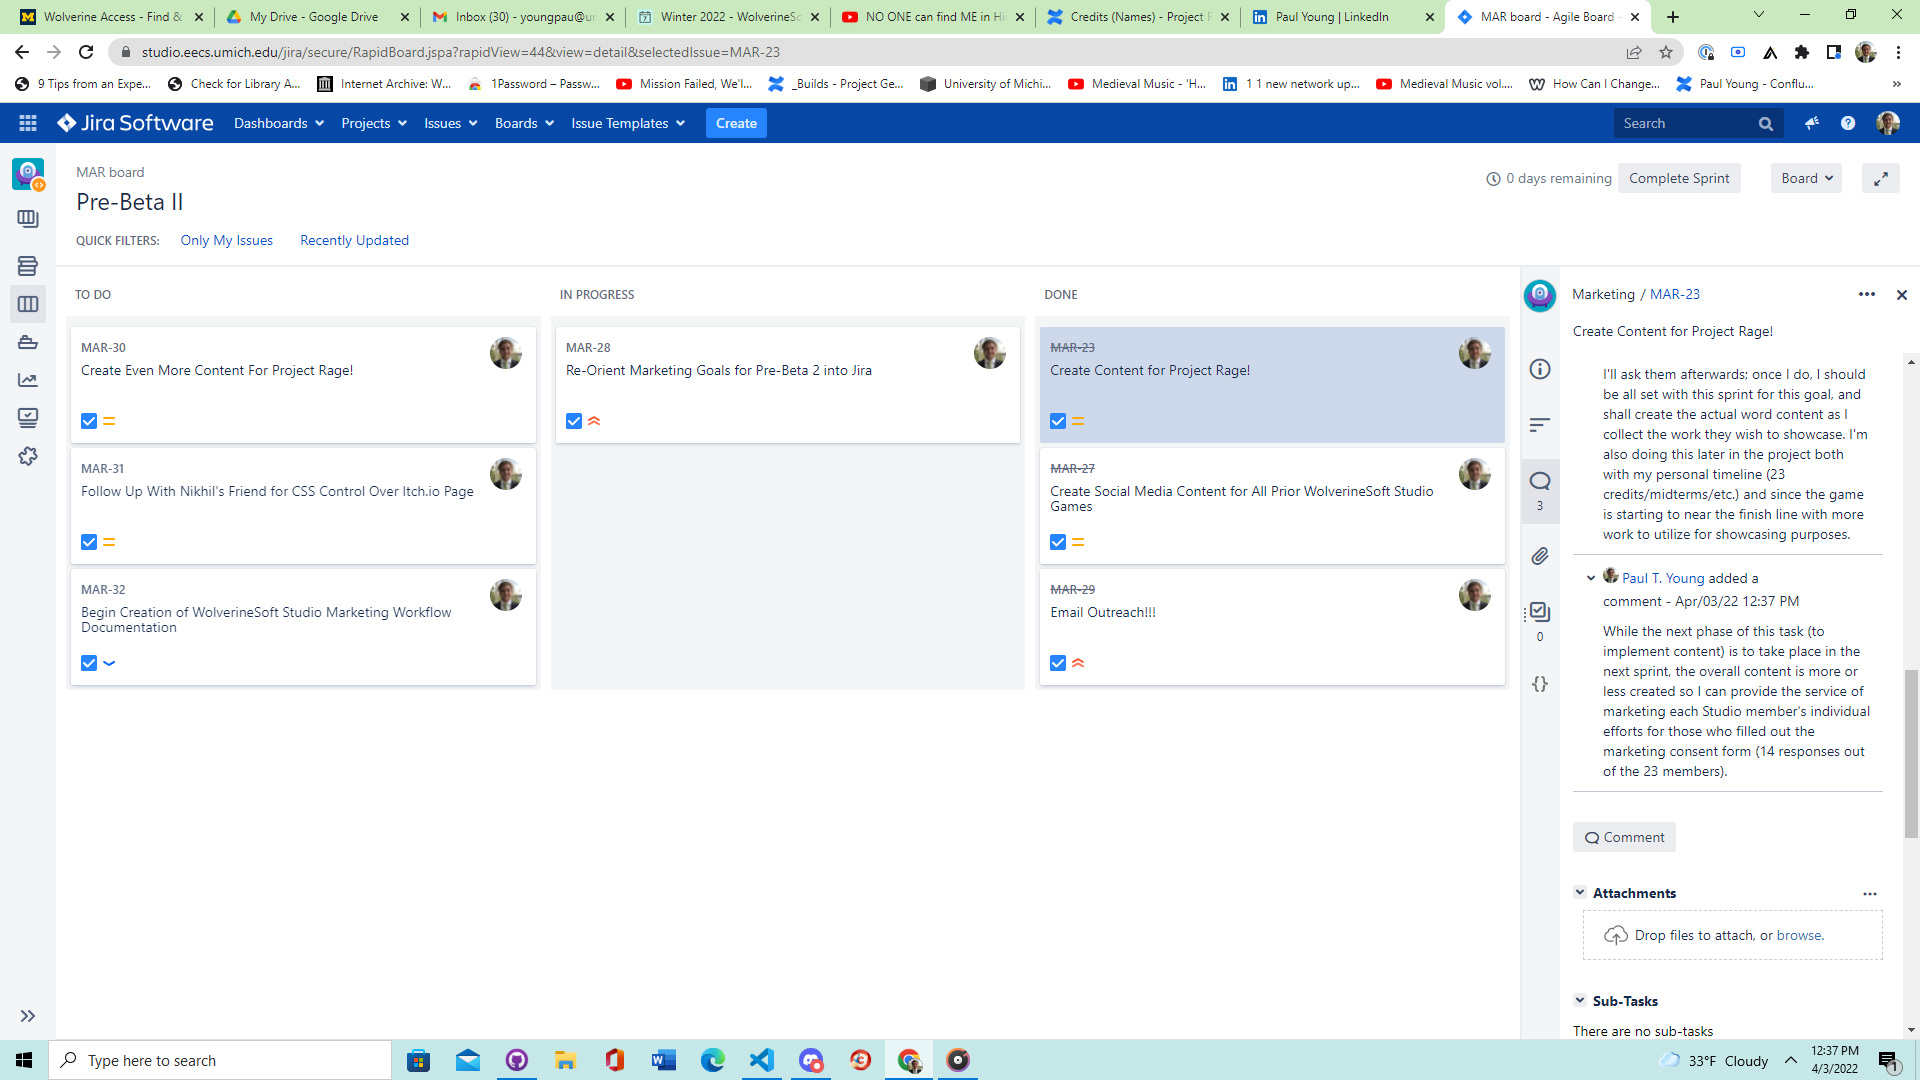 Wolverine Access - Find &
My Drive - Google Drive
Inbox (30) - youngpau@ur
Winter 2022 - WolverineSo
NO ONE can find ME in Hi
Credits (Names) - Project R
Paul Young | LinkedIn
MAR board - Agile Board -
studio.eecs.umich.edu/jira/secure/RapidBoard.jspa?rapidView=44&view=detail&selectedIssue=MAR-23
9 Tips from an Expe...
Check for Library A...
Internet Archive: W...
1Password – Passw...
Mission Failed, We'l...
_Builds - Project Ge...
University of Michi...
Medieval Music - 'H...
1 1 new network up...
Medieval Music vol....
How Can I Change...
Paul Young - Conflu...
Jira Software
Dashboards
Projects
Issues
Boards
Issue Templates
Create
Search
MAR board
Pre-Beta II
0 days remaining
Complete Sprint
Board
QUICK FILTERS:
Only My Issues
Recently Updated
TO DO
MAR-30
Create Even More Content For Project Rage!
MAR-31
Follow Up With Nikhil's Friend for CSS Control Over Itch.io Page
MAR-32
Begin Creation of WolverineSoft Studio Marketing Workflow
Documentation
IN PROGRESS
MAR-28
Re-Orient Marketing Goals for Pre-Beta 2 into Jira
DONE
MAR-23
Create Content for Project Rage!
MAR-27
Create Social Media Content for All Prior WolverineSoft Studio
Games
MAR-29
Email Outreach!!!
3
0
Marketing / MAR-23
Create Content for Project Rage!
I'll ask them afterwards; once I do, I should
be all set with this sprint for this goal, and
shall create the actual word content as I
collect the work they wish to showcase. I'm
also doing this later in the project both
with my personal timeline (23
credits/midterms/etc.) and since the game
is starting to near the finish line with more
work to utilize for showcasing purposes.
Paul T. Young added a
comment - Apr/03/22 12:37 PM
While the next phase of this task (to
implement content) is to take place in the
next sprint, the overall content is more or
less created so I can provide the service of
marketing each Studio member's individual
efforts for those who filled out the
marketing consent form (14 responses out
of the 23 members).
Comment
Attachments
Drop files to attach, or browse.
Sub-Tasks
There are no sub-tasks
Type here to search
33°F Cloudy
12:37 PM
4/3/2022
1